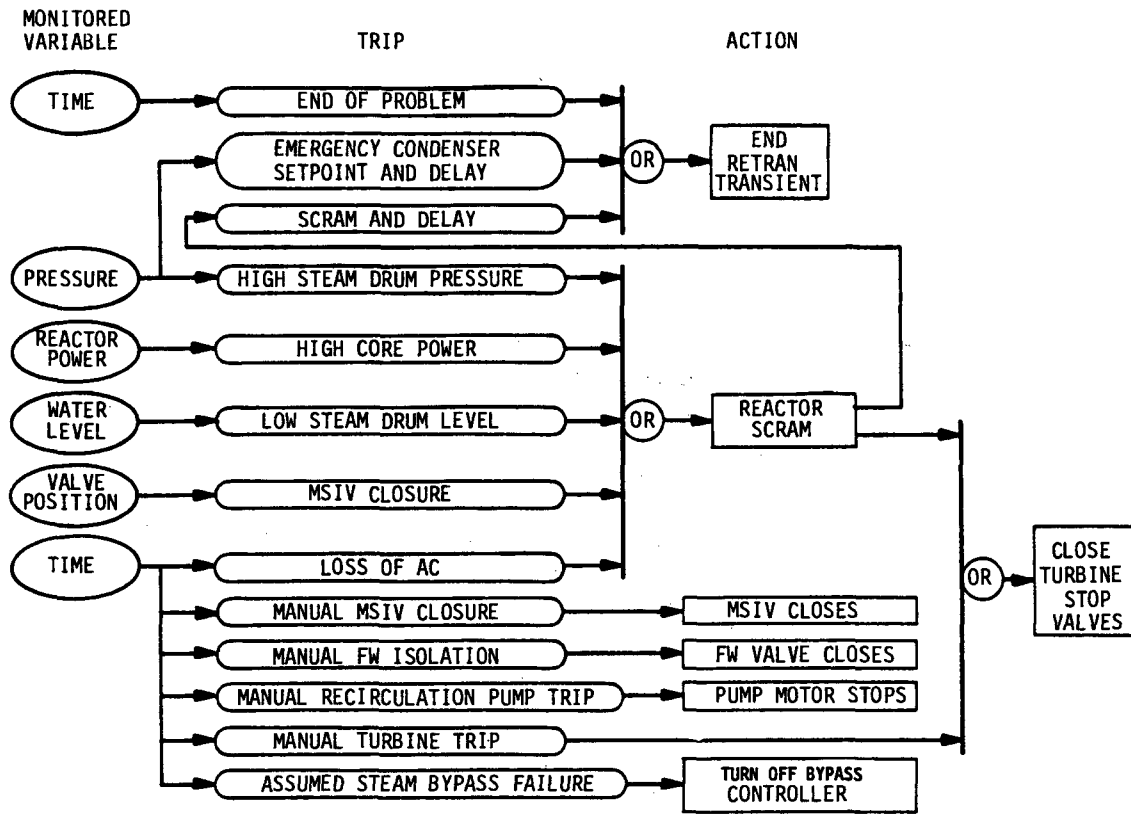 MONITORED
VARIABLE
TRIP
ACTION
TIME
END OF PROBLEM
EMERGENCY CONDENSER
SETPOINT AND DELAY
OR
END
RETRAN
TRANSIENT
SCRAM AND DELAY
PRESSURE
HIGH STEAM DRUM PRESSURE
REACTOR
POWER
HIGH CORE POWER
WATER
LEVEL
LOW STEAM DRUM LEVEL
OR
REACTOR
SCRAM
VALVE
POSITION
MSIV CLOSURE
TIME
LOSS OF AC
OR
CLOSE
TURBINE
STOP
VALVES
MANUAL MSIV CLOSURE
MSIV CLOSES
MANUAL FW ISOLATION
FW VALVE CLOSES
MANUAL RECIRCULATION PUMP TRIP
PUMP MOTOR STOPS
MANUAL TURBINE TRIP
ASSUMED STEAM BYPASS FAILURE
TURN OFF BYPASS
CONTROLLER